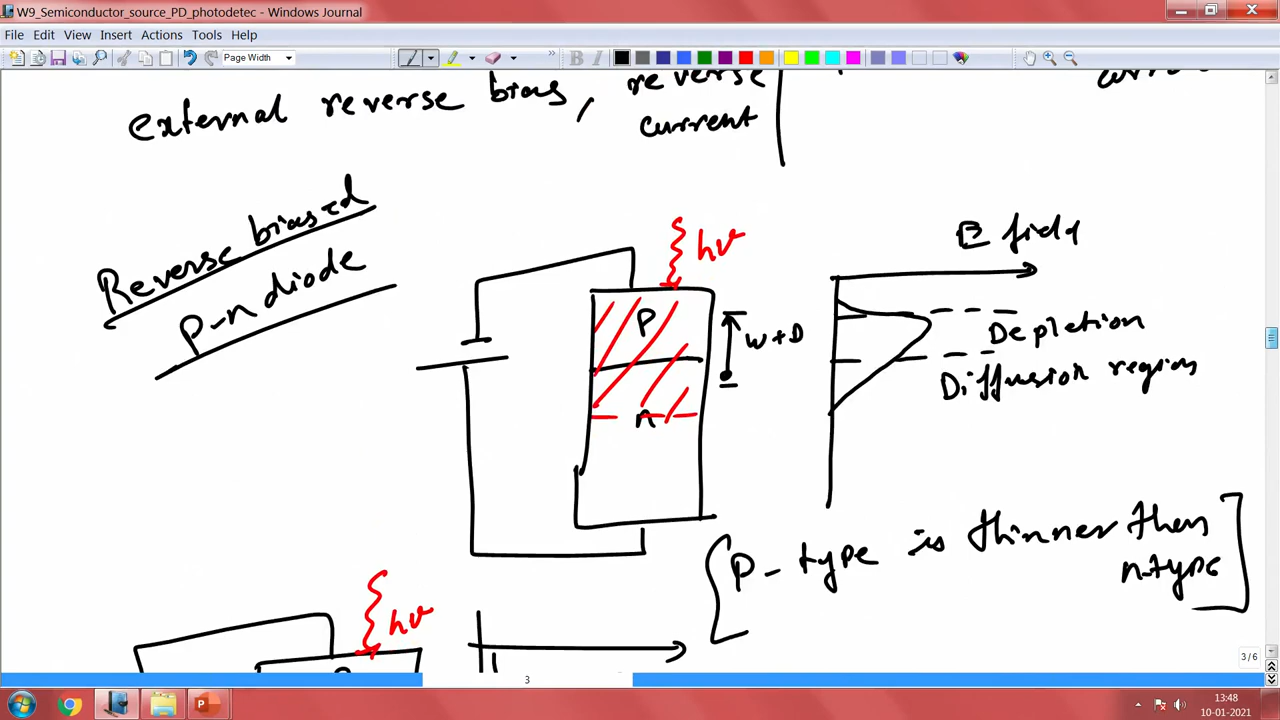 W9_Semiconductor_source_PD_photodetec - Windows Journal
File Edit View Insert Actions Tools Help
Page Width
B I
external reverse bias, reverse
current
Reverse biased
P-n diode
hν
P
W+D
n
E field
Depletion
Diffusion region
P-type is thinner then
n-type
hν
3/6
3
13:48
10-01-2021